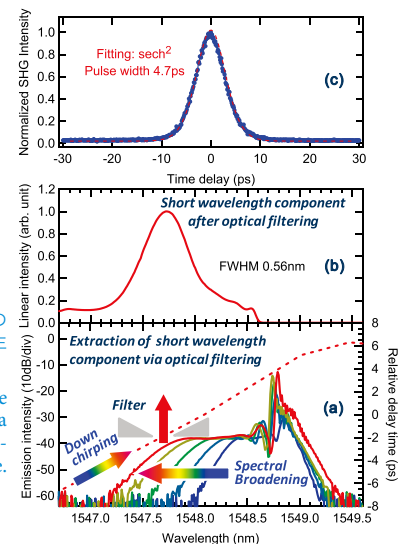 Normalized SHG Intensity
1.0
0.8
0.6
0.4
0.2
0.0
Fitting: sech2
Pulse width 4.7ps
(c)
-30 -20 -10 0 10 20 30
Time delay (ps)
Linear intensity (arb. unit)
1.2
1.0
0.8
0.6
0.4
0.2
0.0
Short wavelength component
after optical filtering
FWHM 0.56nm
(b)
Emission intensity (10dB/div)
0
-10
-20
-30
-40
-50
-60
Extraction of short wavelength
component via optical filtering
Filter
(a)
Down
chirping
Spectral
Broadening
8
6
4
2
0
-2
-4
-6
-8
Relative delay time (ps)
1547.0 1547.5 1548.0 1548.5 1549.0 1549.5
Wavelength (nm)
e
a
-
e.